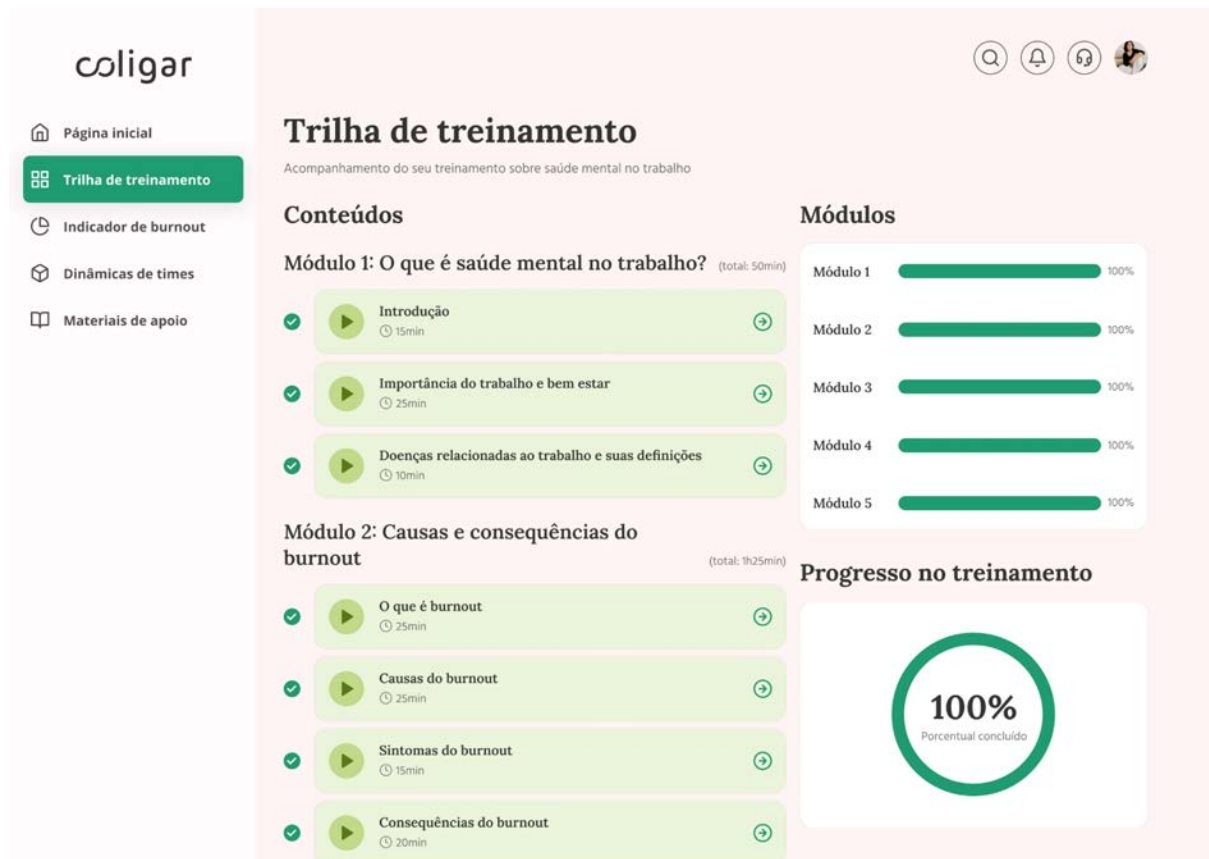 coligar
Página inicial
Trilha de treinamento
Indicador de burnout
Dinâmicas de times
Materiais de apoio
Trilha de treinamento
Acompanhamento do seu treinamento sobre saúde mental no trabalho
Conteúdos
Módulo 1: O que é saúde mental no trabalho? (total: 50min)
Introdução
15min
Importância do trabalho e bem estar
25min
Doenças relacionadas ao trabalho e suas definições
10min
Módulo 2: Causas e consequências do
burnout (total: 1h25min)
O que é burnout
25min
Causas do burnout
25min
Sintomas do burnout
15min
Consequências do burnout
20min
Módulos
Módulo 1 100%
Módulo 2 100%
Módulo 3 100%
Módulo 4 100%
Módulo 5 100%
Progresso no treinamento
100%
Porcentual concluído